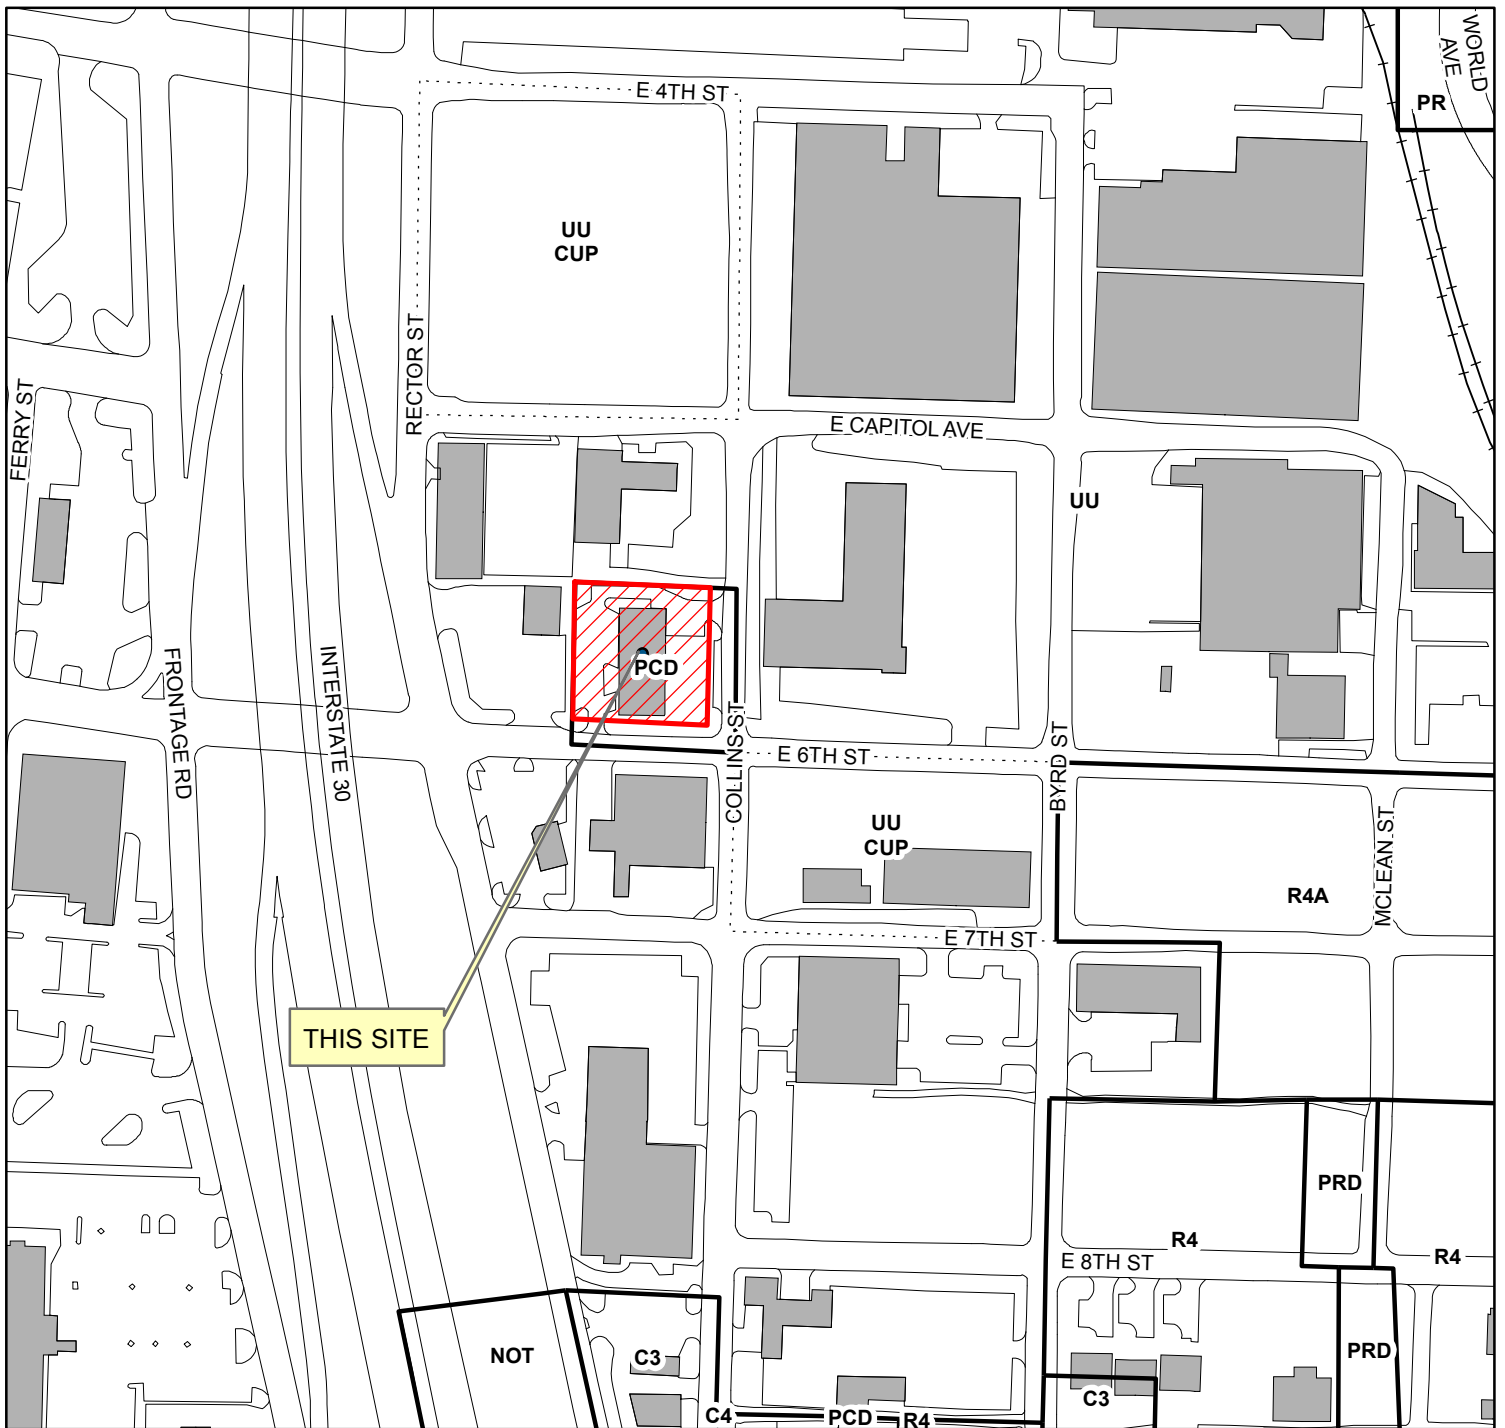 WORLD
AVE
PR
E 4TH ST
UU
CUP
RECTOR ST
FERRY ST
E CAPITOL AVE
UU
PCD
FRONTAGE RD
INTERSTATE 30
COLLINS ST
E 6TH ST
BYRD ST
MCLEAN ST
UU
CUP
R4A
E 7TH ST
THIS SITE
PRD
R4
R4
E 8TH ST
NOT
C3
PRD
C3
C4
PCD
R4